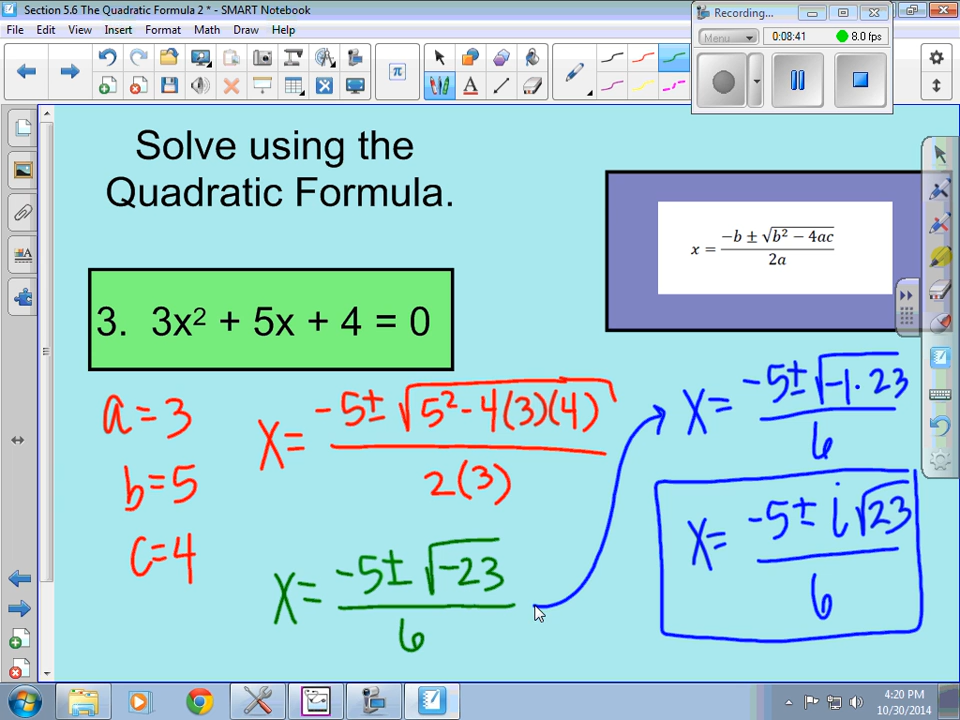 Section 5.6 The Quadratic Formula 2 * - SMART Notebook
Recording...
File Edit View Insert Format Math Draw Help
Menu 0:08:41 8.0 fps
π
A
Solve using the
Quadratic Formula.
x = −b ± √b² − 4ac / 2a
3. 3x² + 5x + 4 = 0
a = 3
b = 5
c = 4
x = -5 ± √5² - 4(3)(4) / 2(3)
x = -5 ± √-23 / 6
x = -5 ± √-1 · 23 / 6
x = -5 ± i√23 / 6
4:20 PM
10/30/2014